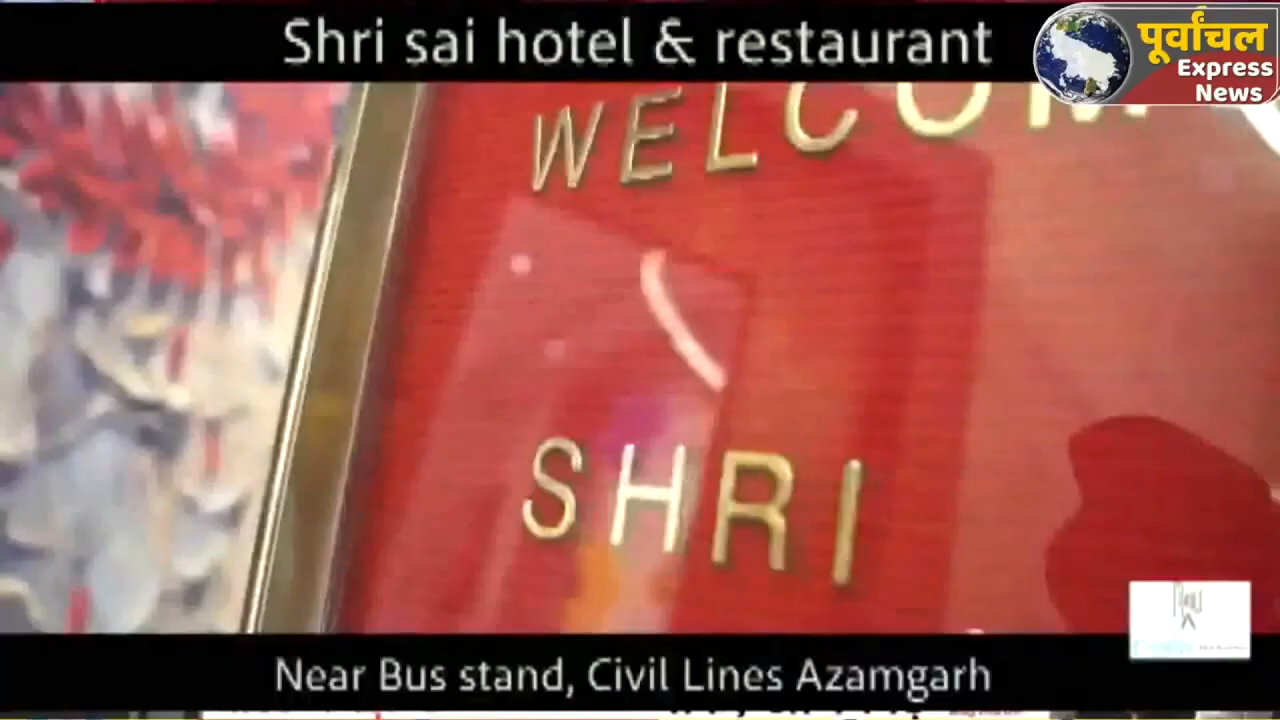 Shri sai hotel & restaurant
पूर्वांचल
Express
News
WELCOM
SHRI
Near Bus stand, Civil Lines Azamgarh